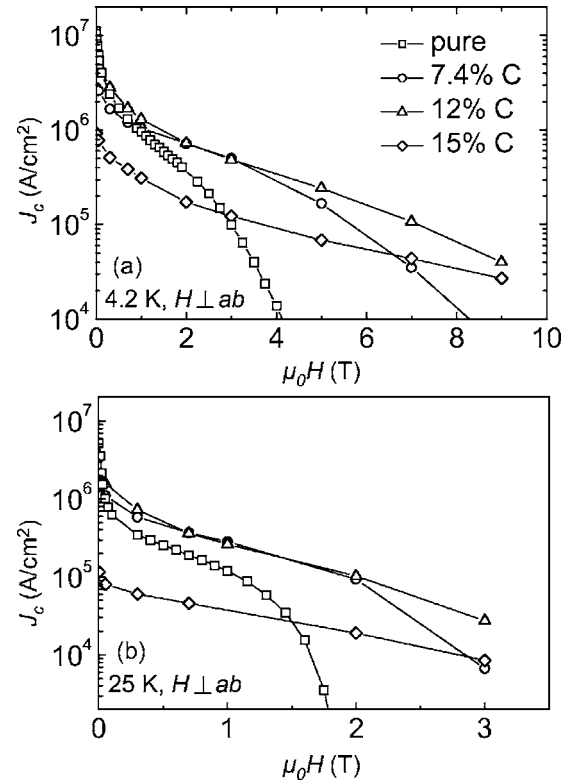 10^7
10^6
10^5
10^4
J_c (A/cm^2)
pure
7.4% C
12% C
15% C
(a)
4.2 K, H⊥ab
0 2 4 6 8 10
μ_0H (T)
10^7
10^6
10^5
10^4
J_c (A/cm^2)
(b)
25 K, H⊥ab
0 1 2 3
μ_0H (T)